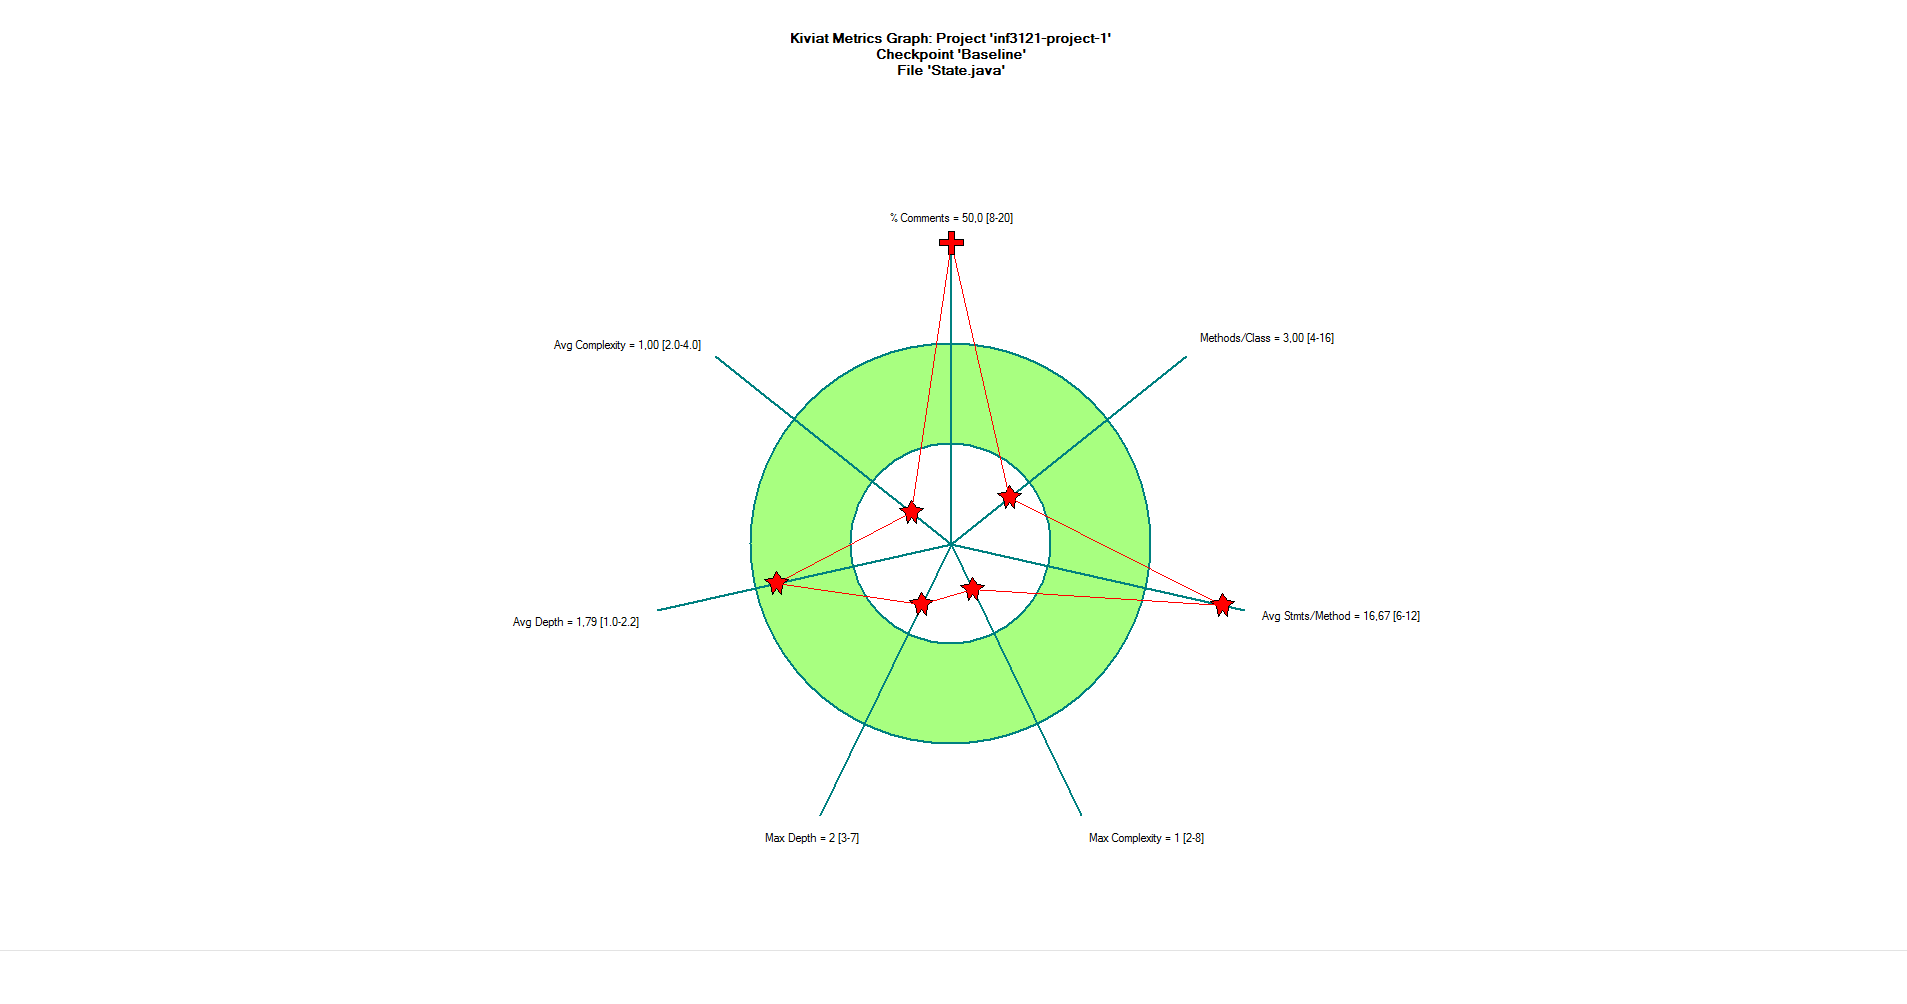 Kiviat Metrics Graph: Project 'inf3121-project-1'
Checkpoint 'Baseline'
File 'State.java'
% Comments = 50,0 [8-20]
Methods/Class = 3,00 [4-16]
Avg Complexity = 1,00 [2.0-4.0]
Avg Stmts/Method = 16,67 [6-12]
Avg Depth = 1,79 [1.0-2.2]
Max Depth = 2 [3-7]
Max Complexity = 1 [2-8]